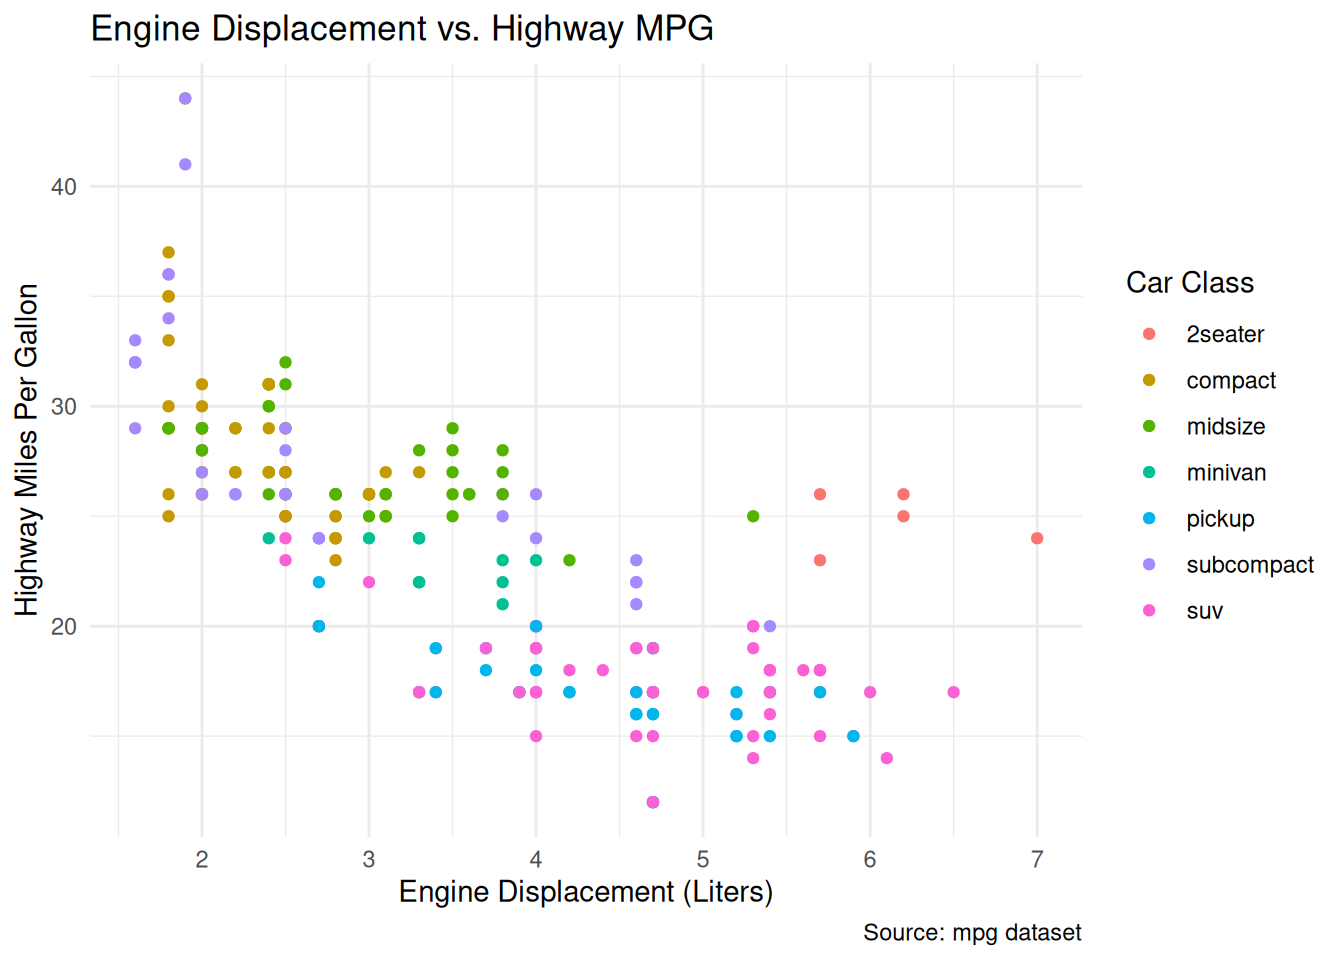 Engine Displacement vs. Highway MPG
Highway Miles Per Gallon
40
30
20
2 3 4 5 6 7
Engine Displacement (Liters)
Car Class
2seater
compact
midsize
minivan
pickup
subcompact
suv
Source: mpg dataset